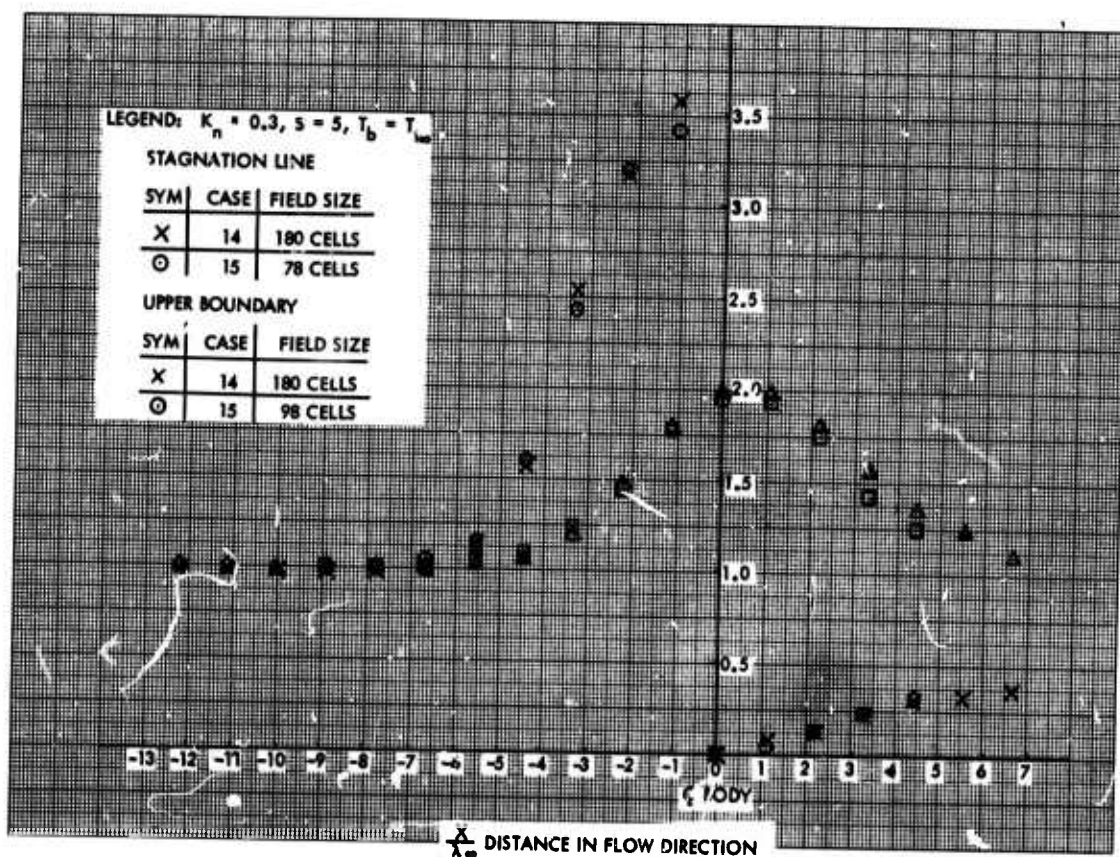 LEGEND: Kn = 0.3, s = 5, Tb = Ti∞
STAGNATION LINE
SYM CASE FIELD SIZE
X 14 180 CELLS
⊙ 15 78 CELLS
UPPER BOUNDARY
SYM CASE FIELD SIZE
X 14 180 CELLS
⊙ 15 98 CELLS
3.5
3.0
2.5
2.0
1.5
1.0
0.5
-13 -12 -11 -10 -9 -8 -7 -6 -5 -4 -3 -2 -1 0 1 2 3 4 5 6 7
℄ BODY
X/λ∞ DISTANCE IN FLOW DIRECTION